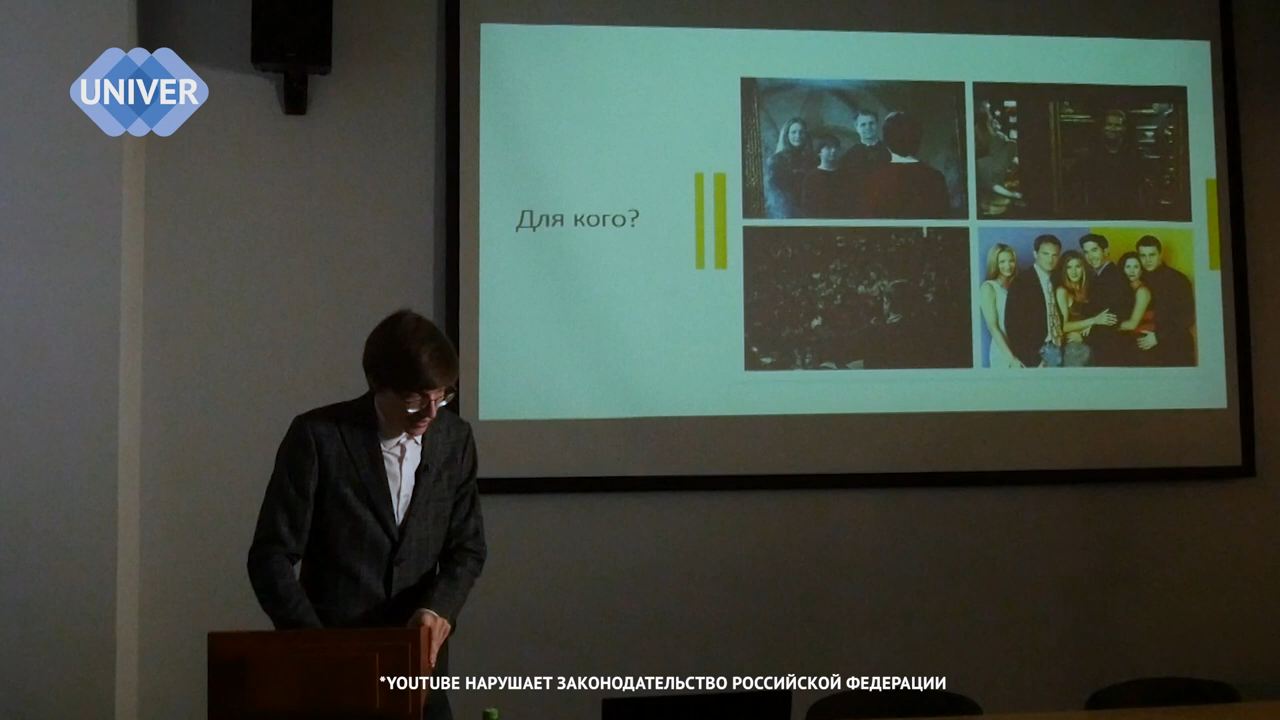 UNIVER
Для кого?
*YOUTUBE НАРУШАЕТ ЗАКОНОДАТЕЛЬСТВО РОССИЙСКОЙ ФЕДЕРАЦИИ